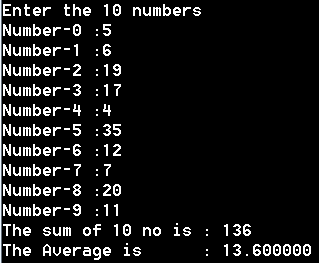 Enter the 10 numbers
Number-0 :5
Number-1 :6
Number-2 :19
Number-3 :17
Number-4 :4
Number-5 :35
Number-6 :12
Number-7 :7
Number-8 :20
Number-9 :11
The sum of 10 no is : 136
The Average is      : 13.600000